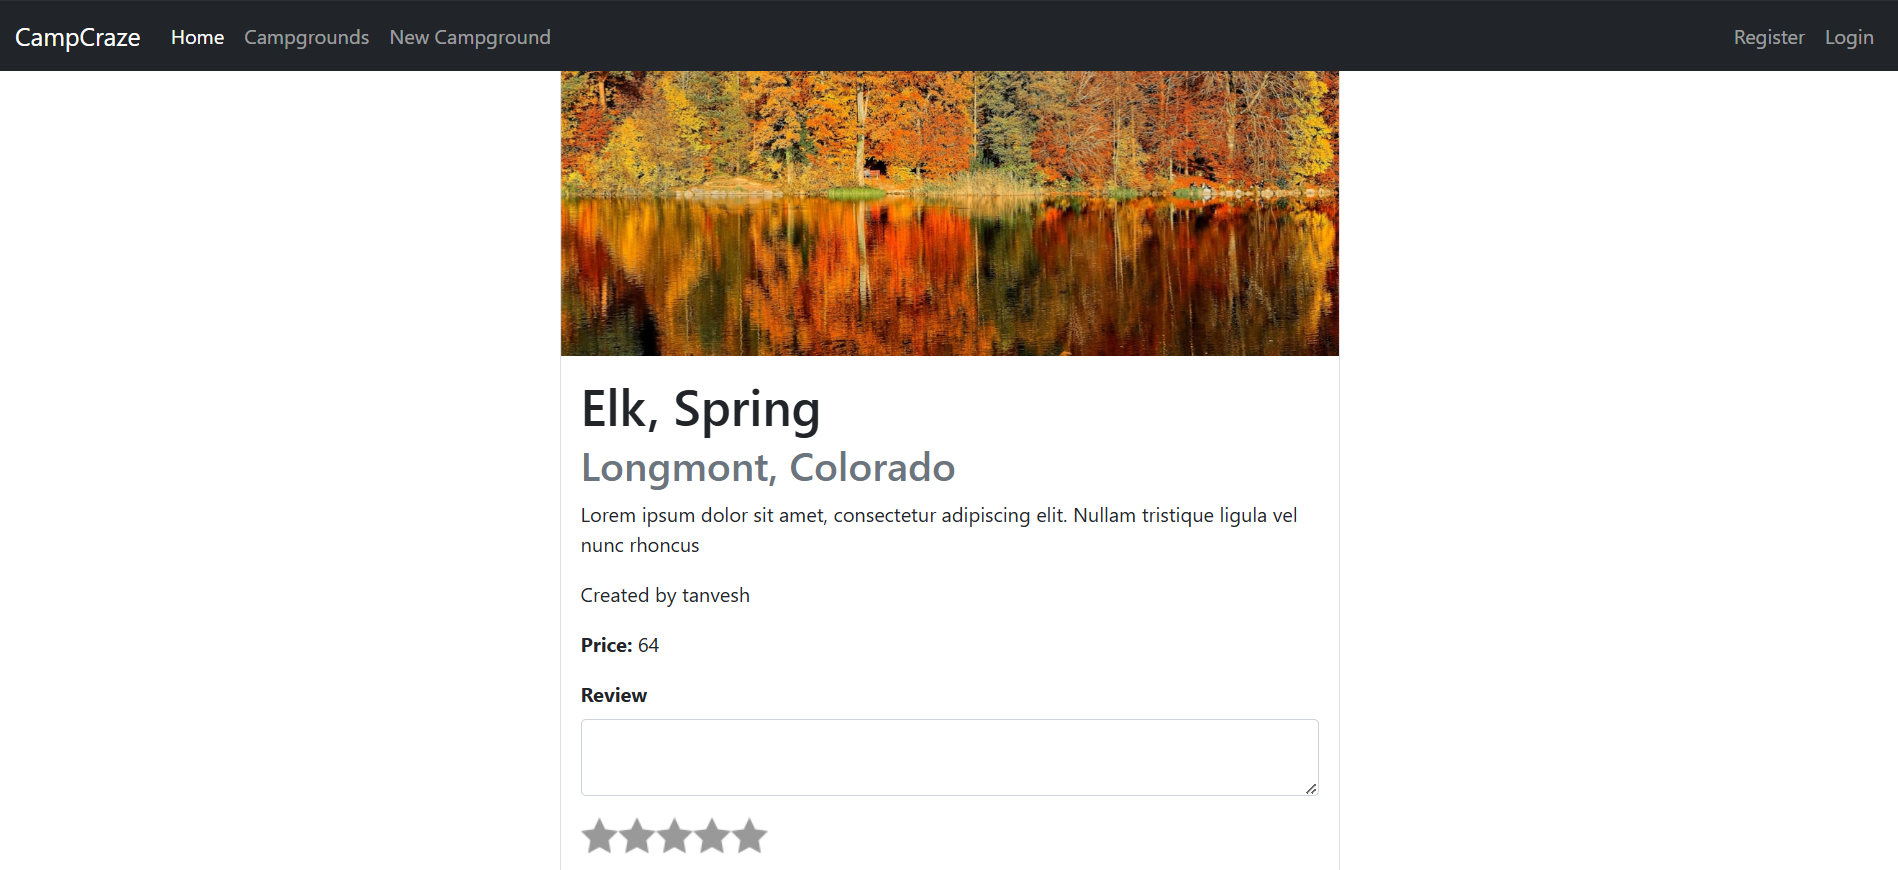 CampCraze Home Campgrounds New Campground Register Login
Elk, Spring
Longmont, Colorado
Lorem ipsum dolor sit amet, consectetur adipiscing elit. Nullam tristique ligula vel
nunc rhoncus
Created by tanvesh
Price: 64
Review